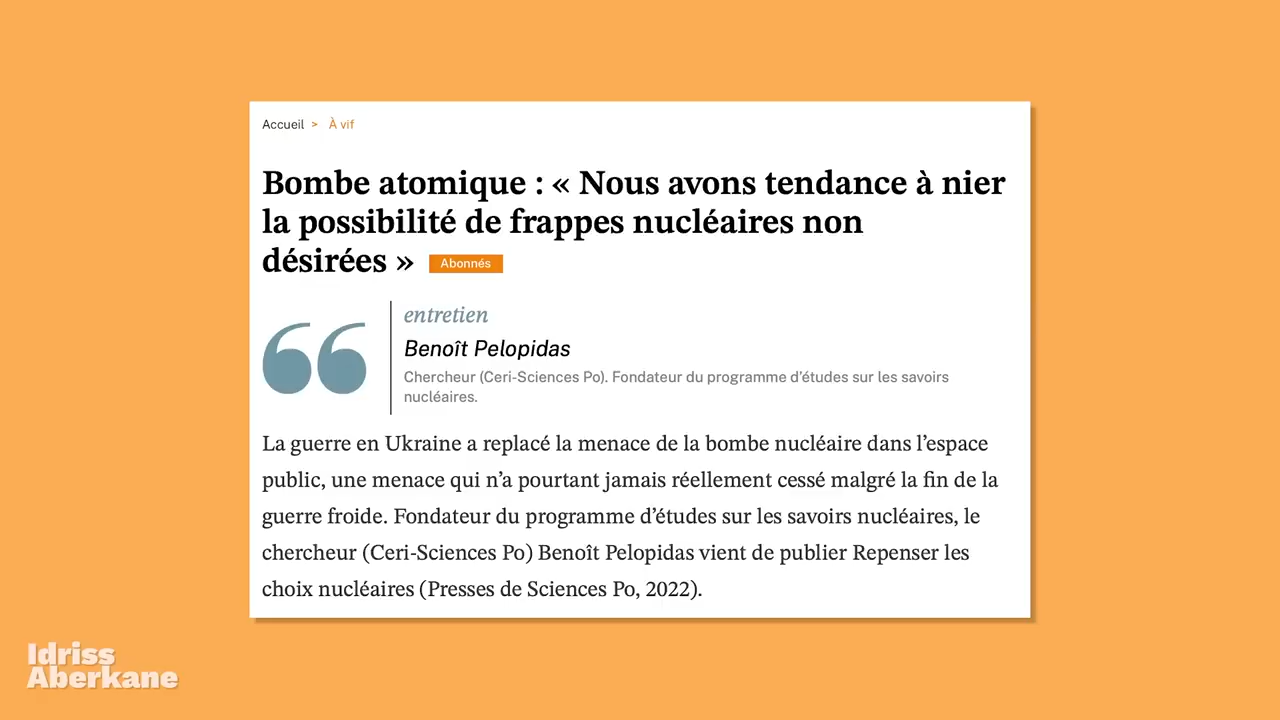 Accueil > À vif
Bombe atomique : « Nous avons tendance à nier
la possibilité de frappes nucléaires non
désirées » Abonnés
entretien
Benoît Pelopidas
Chercheur (Ceri-Sciences Po). Fondateur du programme d'études sur les savoirs
nucléaires.
La guerre en Ukraine a replacé la menace de la bombe nucléaire dans l'espace
public, une menace qui n'a pourtant jamais réellement cessé malgré la fin de la
guerre froide. Fondateur du programme d'études sur les savoirs nucléaires, le
chercheur (Ceri-Sciences Po) Benoît Pelopidas vient de publier Repenser les
choix nucléaires (Presses de Sciences Po, 2022).
Idriss
Aberkane